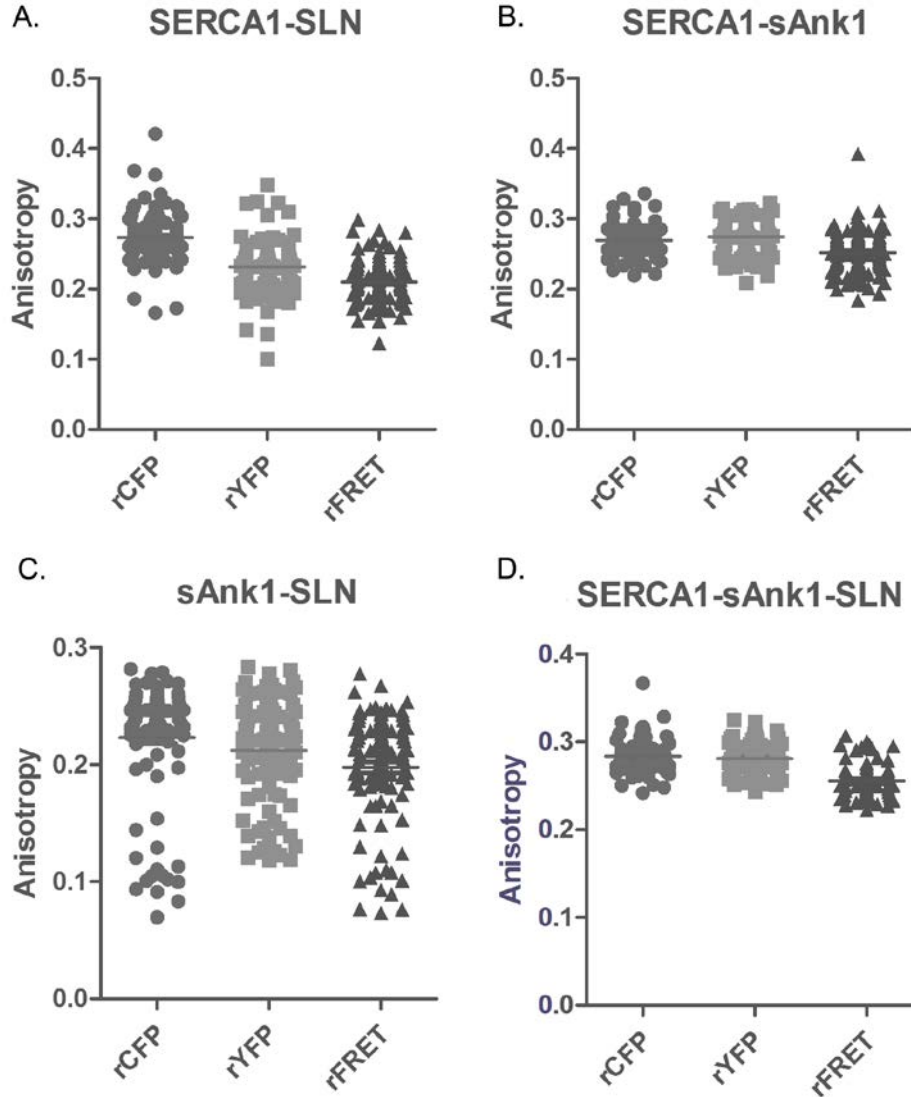 A.
SERCA1-SLN
0.5
0.4
0.3
0.2
0.1
0.0
Anisotropy
rCFP
rYFP
rFRET
B.
SERCA1-sAnk1
0.5
0.4
0.3
0.2
0.1
0.0
Anisotropy
rCFP
rYFP
rFRET
C.
sAnk1-SLN
0.3
0.2
0.1
0.0
Anisotropy
rCFP
rYFP
rFRET
D.
SERCA1-sAnk1-SLN
0.4
0.3
0.2
0.1
0.0
Anisotropy
rCFP
rYFP
rFRET